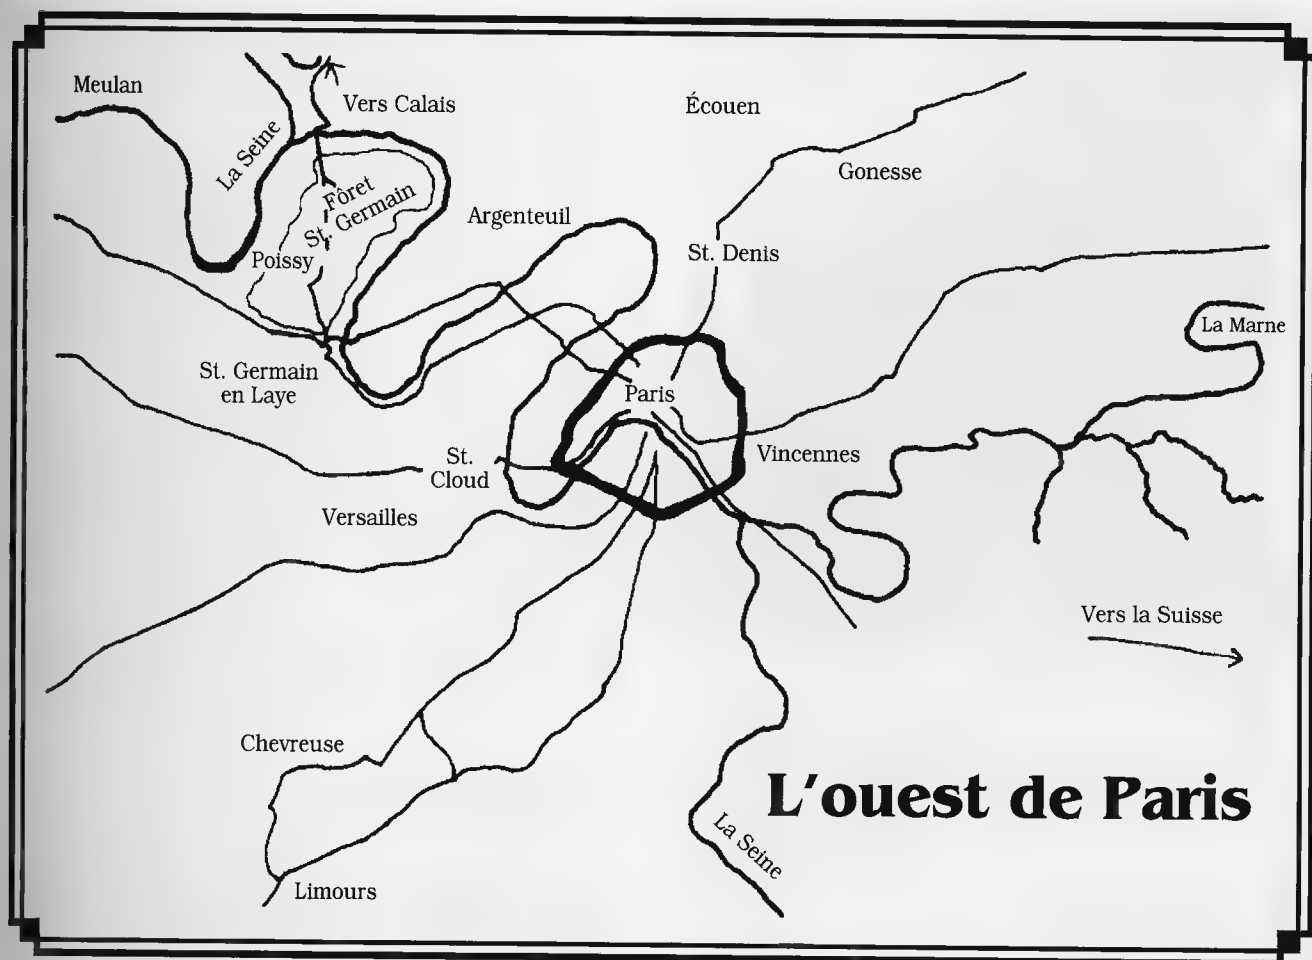 Meulan
Vers Calais
Écouen
La Seine
Gonesse
Fôret
St. Germain
Argenteuil
Poissy
St. Denis
La Marne
St. Germain
en Laye
Paris
St.
Cloud
Vincennes
Versailles
Vers la Suisse
Chevreuse
L'ouest de Paris
La Seine
Limours